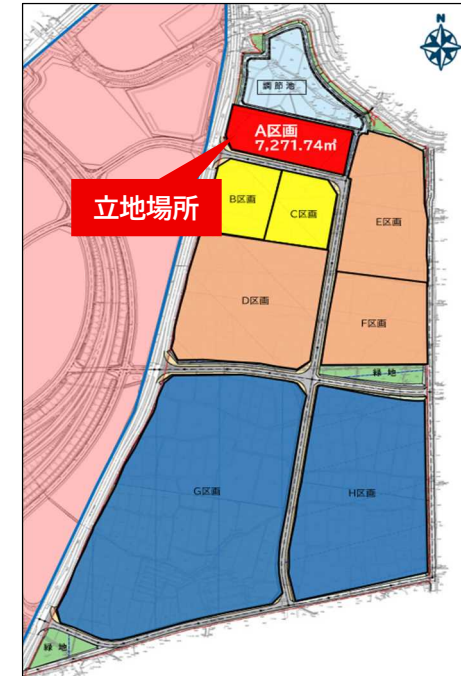 N
調節池
A区画
7,271.74㎡
立地場所
B区画
C区画
E区画
D区画
F区画
緑地
G区画
H区画
緑地